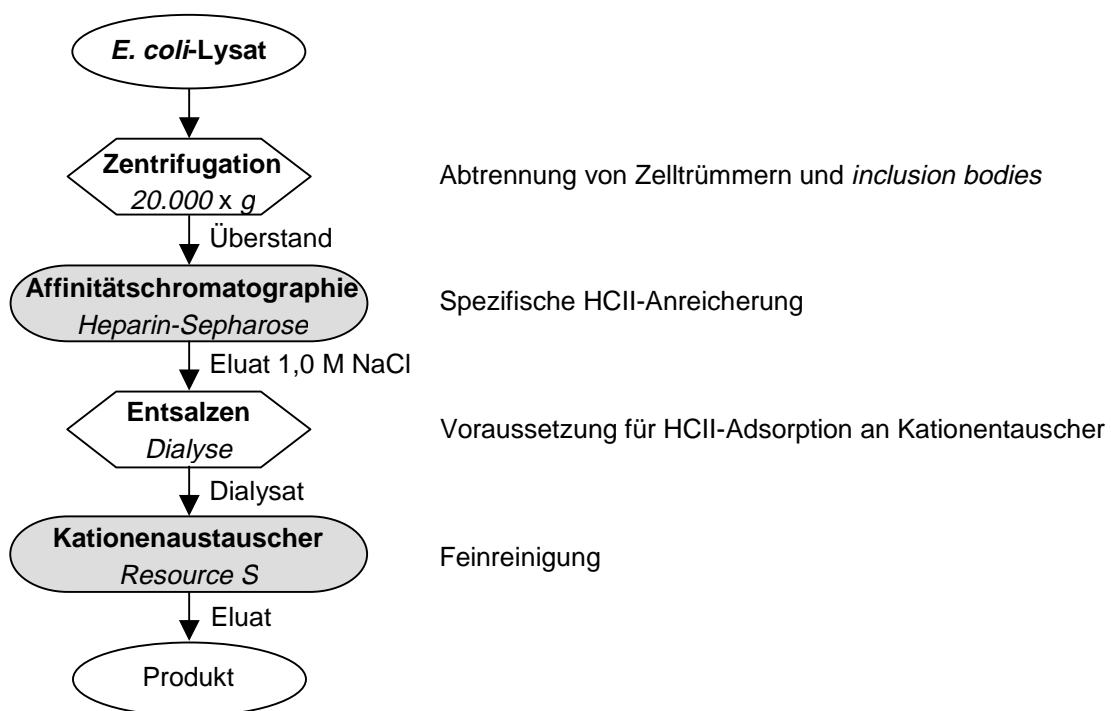 E. coli-Lysat
Zentrifugation
20.000 x g
Abtrennung von Zelltrümmern und inclusion bodies
Überstand
Affinitätschromatographie
Heparin-Sepharose
Spezifische HCII-Anreicherung
Eluat 1,0 M NaCl
Entsalzen
Dialyse
Voraussetzung für HCII-Adsorption an Kationentauscher
Dialysat
Kationenaustauscher
Resource S
Feinreinigung
Eluat
Produkt